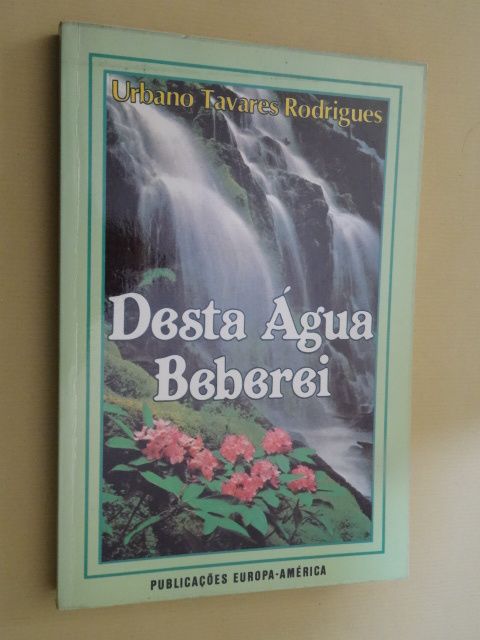 Urbano Tavares Rodrigues
Desta Água
Beberei
PUBLICAÇÕES EUROPA-AMÉRICA